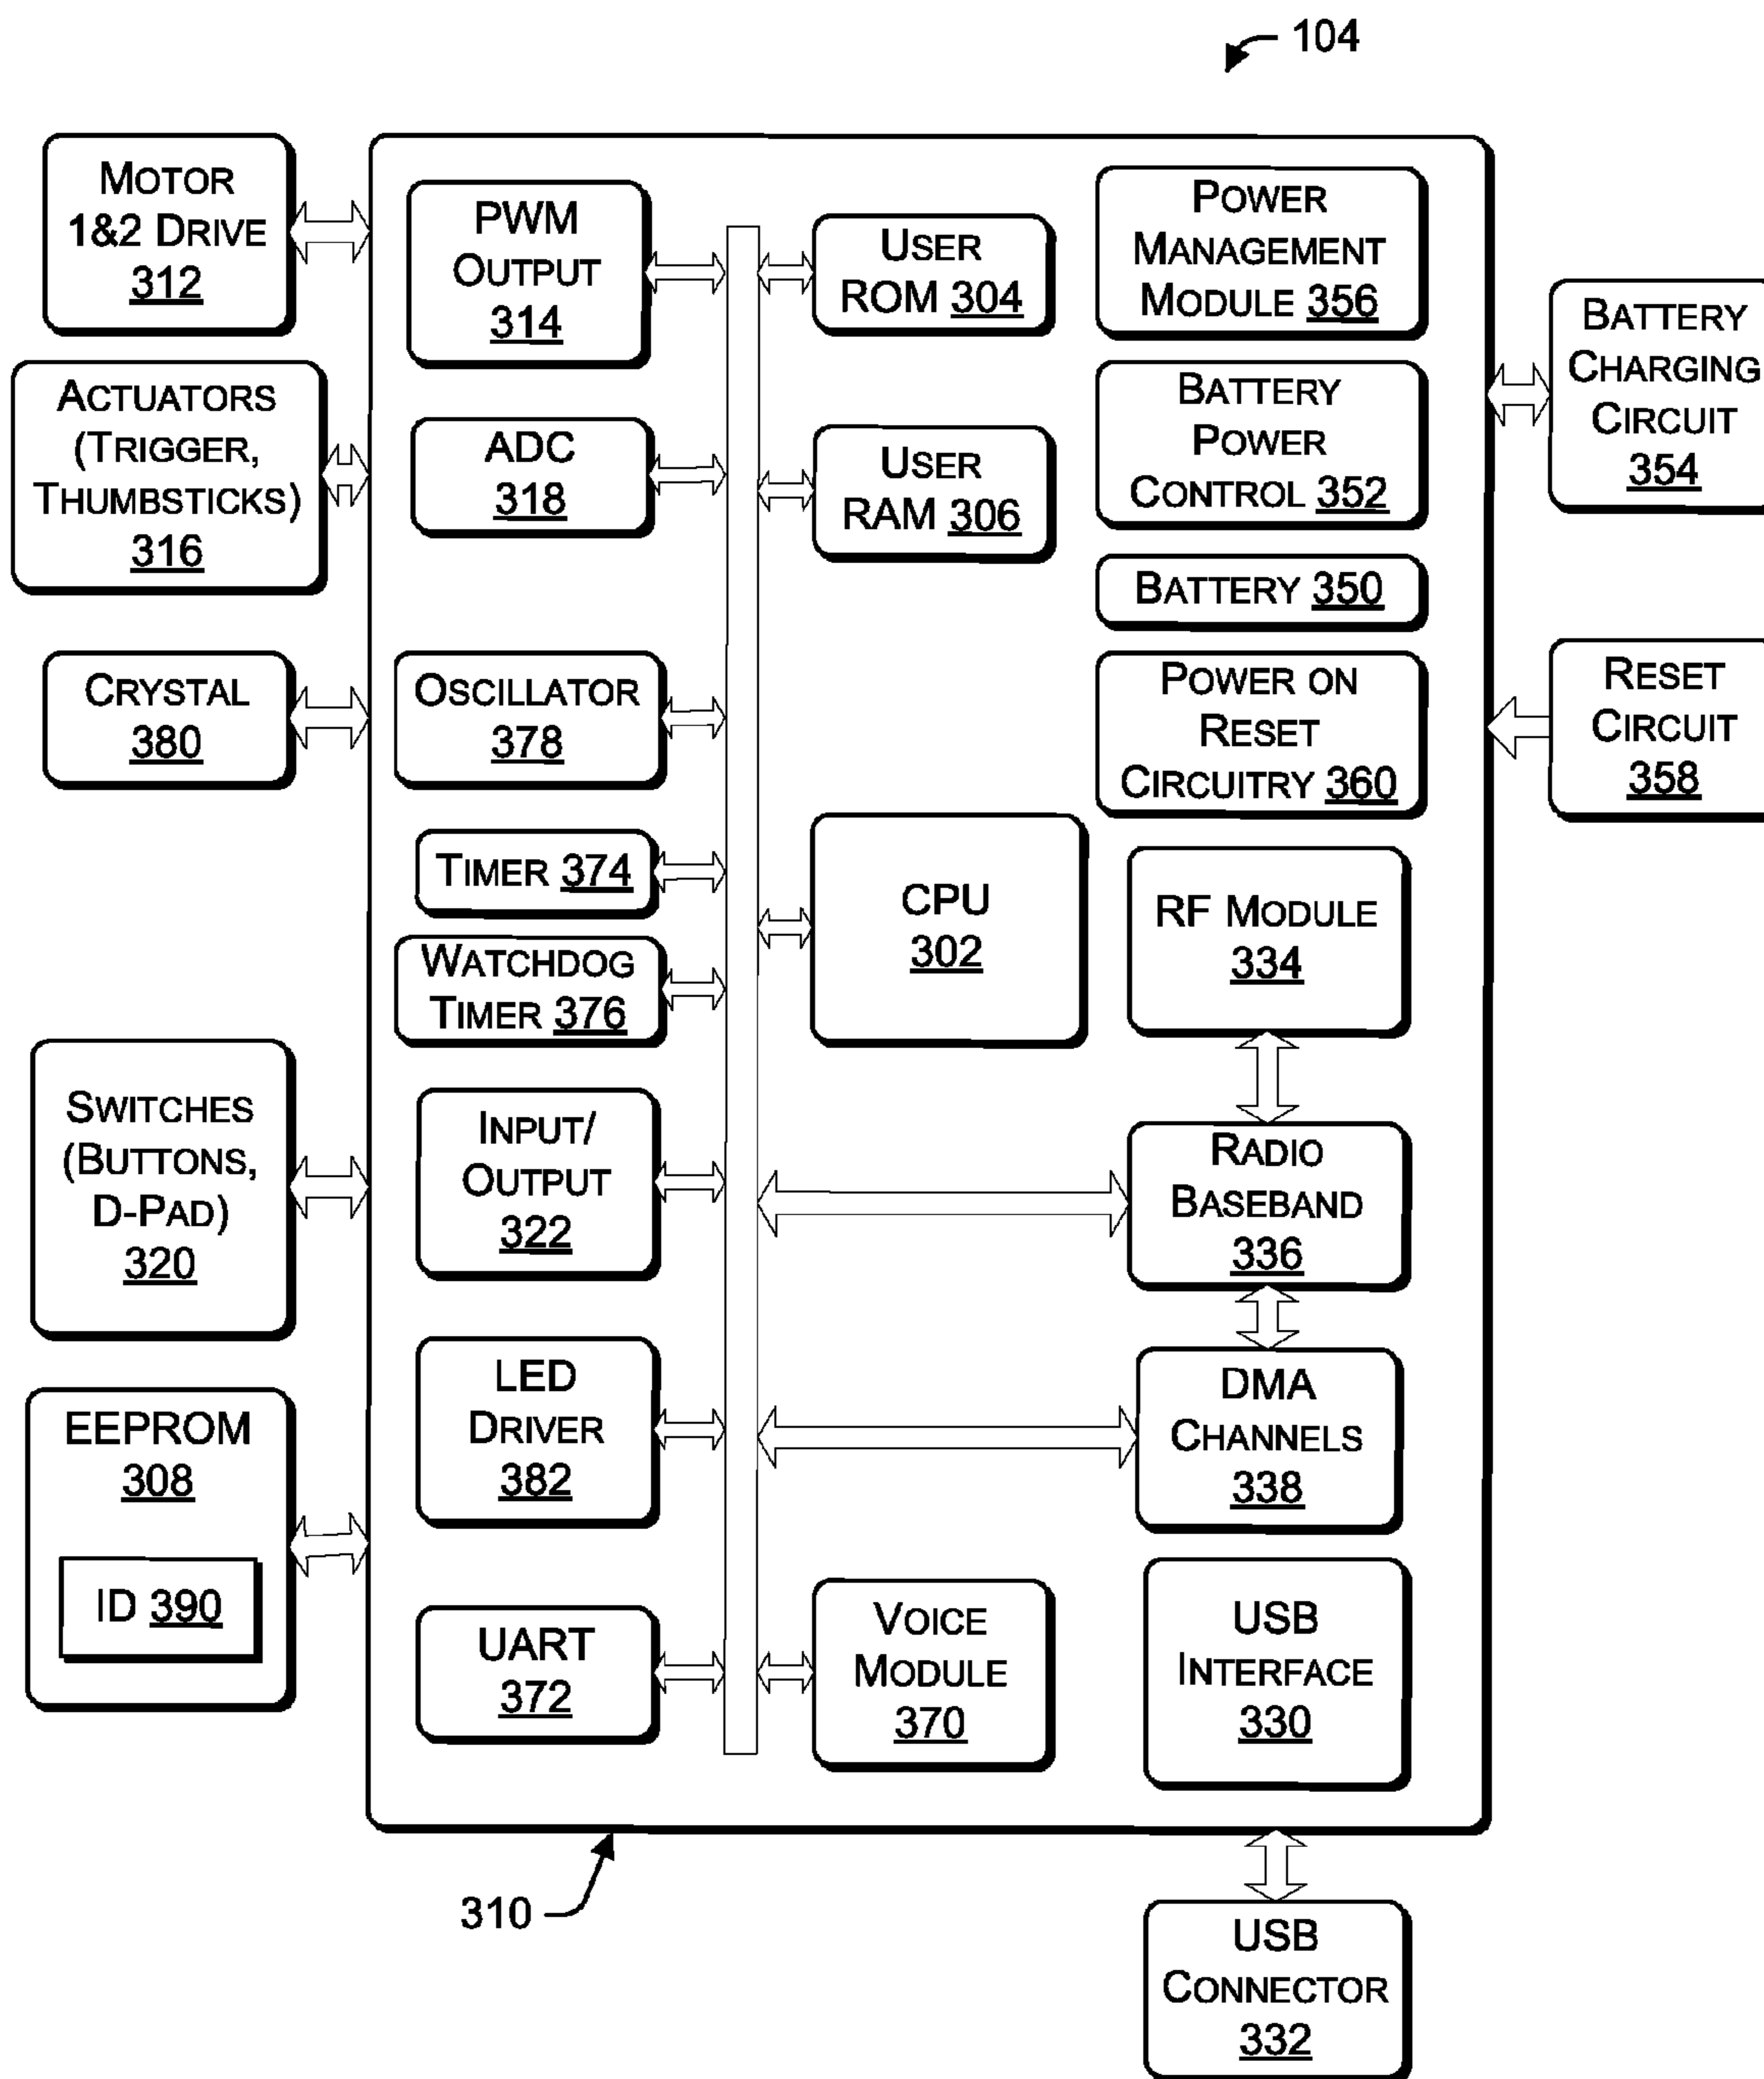 104
MOTOR
1&2 DRIVE
312
ACTUATORS
(TRIGGER,
THUMBSTICKS)
316
CRYSTAL
380
SWITCHES
(BUTTONS,
D-PAD)
320
EEPROM
308
ID 390
PWM
OUTPUT
314
ADC
318
OSCILLATOR
378
TIMER 374
WATCHDOG
TIMER 376
INPUT/
OUTPUT
322
LED
DRIVER
382
UART
372
USER
ROM 304
USER
RAM 306
CPU
302
VOICE
MODULE
370
POWER
MANAGEMENT
MODULE 356
BATTERY
POWER
CONTROL 352
BATTERY 350
POWER ON
RESET
CIRCUITRY 360
RF MODULE
334
RADIO
BASEBAND
336
DMA
CHANNELS
338
USB
INTERFACE
330
BATTERY
CHARGING
CIRCUIT
354
RESET
CIRCUIT
358
310
USB
CONNECTOR
332